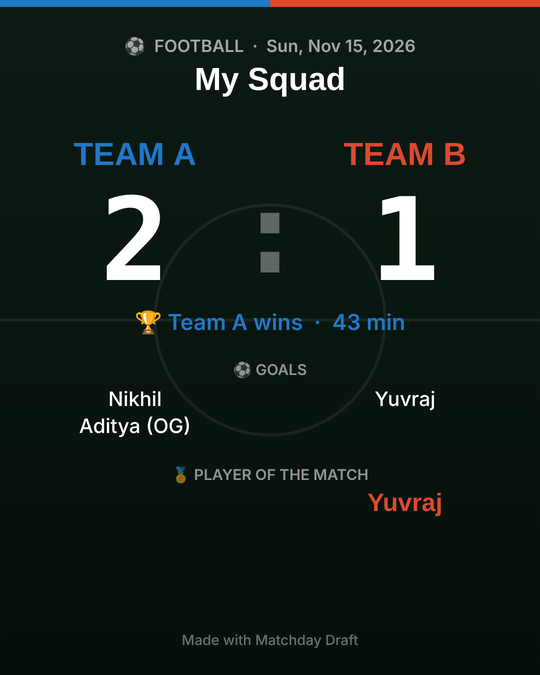 ⚽ FOOTBALL · Sun, Nov 15, 2026
My Squad
TEAM A TEAM B
2 : 1
🏆 Team A wins · 43 min
⚽ GOALS
Nikhil Yuvraj
Aditya (OG)
🏅 PLAYER OF THE MATCH
Yuvraj
Made with Matchday Draft